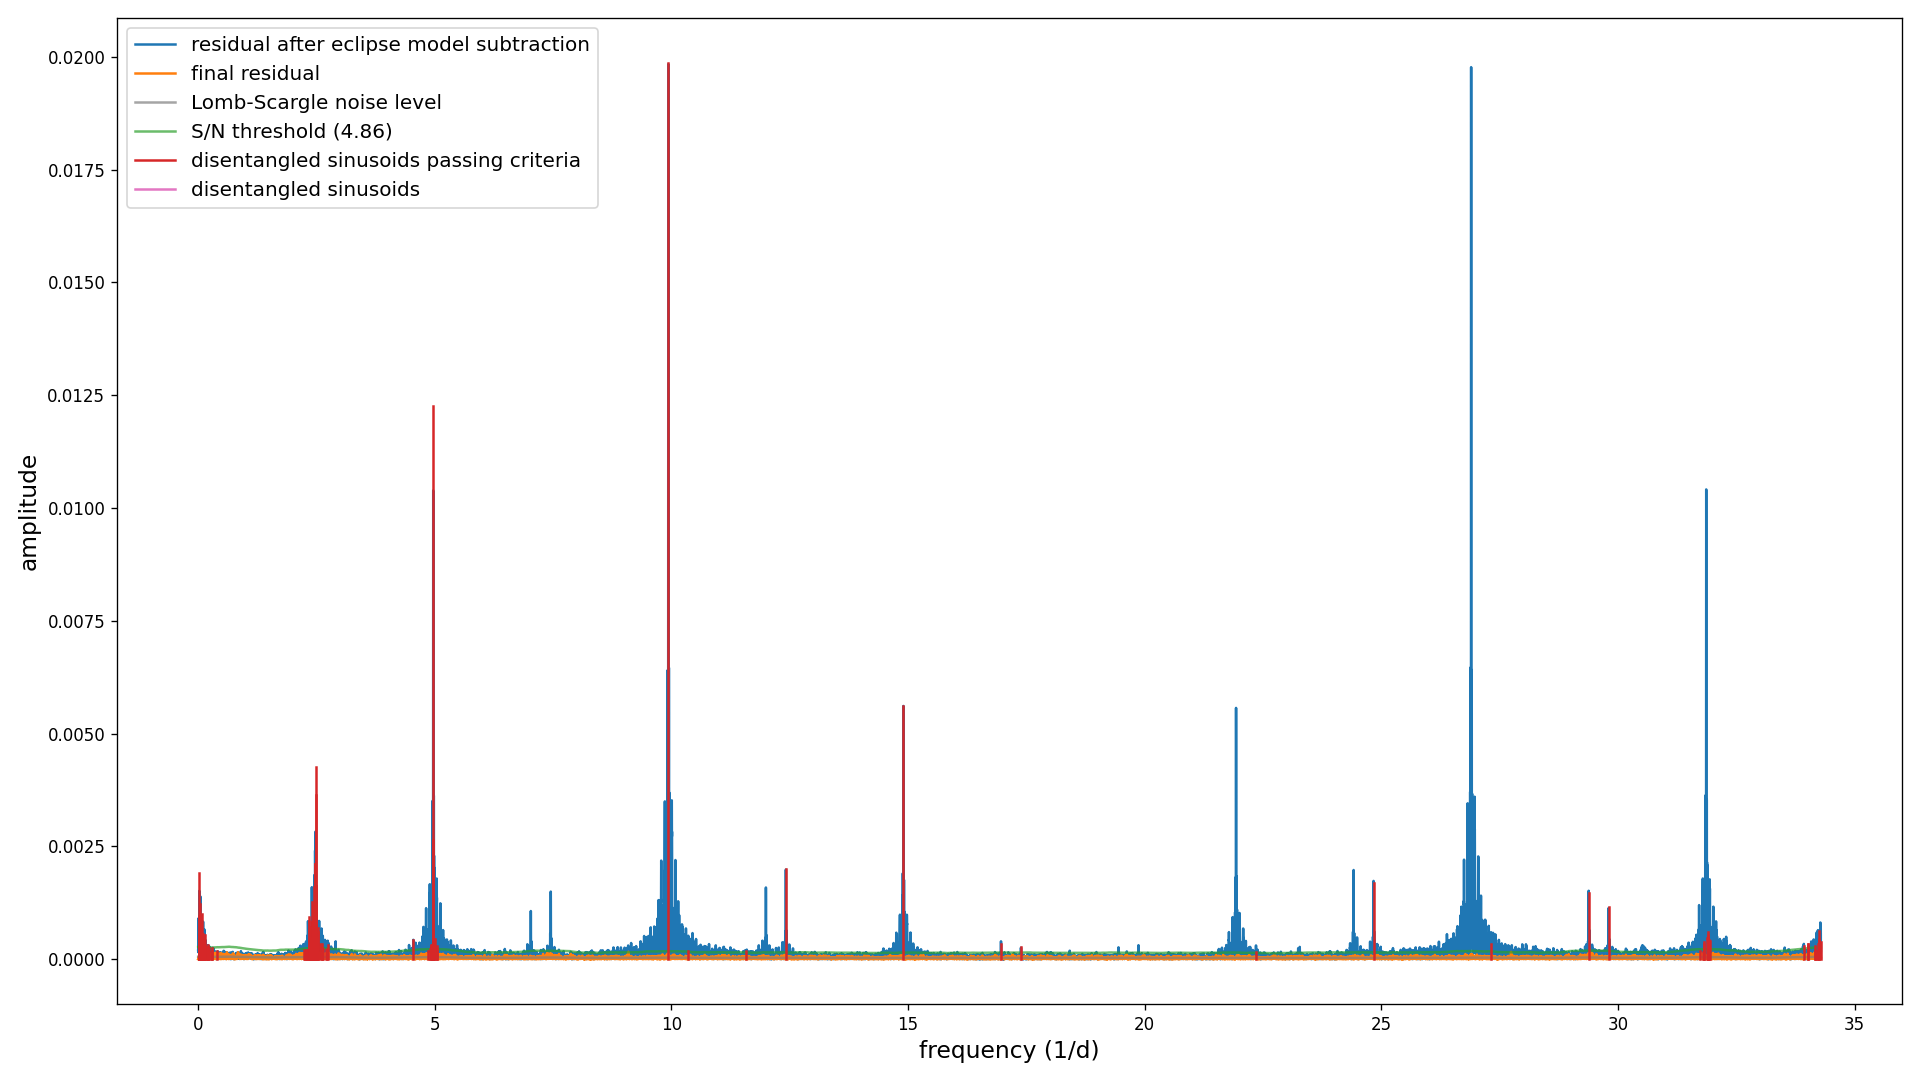 residual after eclipse model subtraction
final residual
Lomb-Scargle noise level
S/N threshold (4.86)
disentangled sinusoids passing criteria
disentangled sinusoids
0.0200
0.0175
0.0150
0.0125
0.0100
0.0075
0.0050
0.0025
0.0000
amplitude
0 5 10 15 20 25 30 35
frequency (1/d)